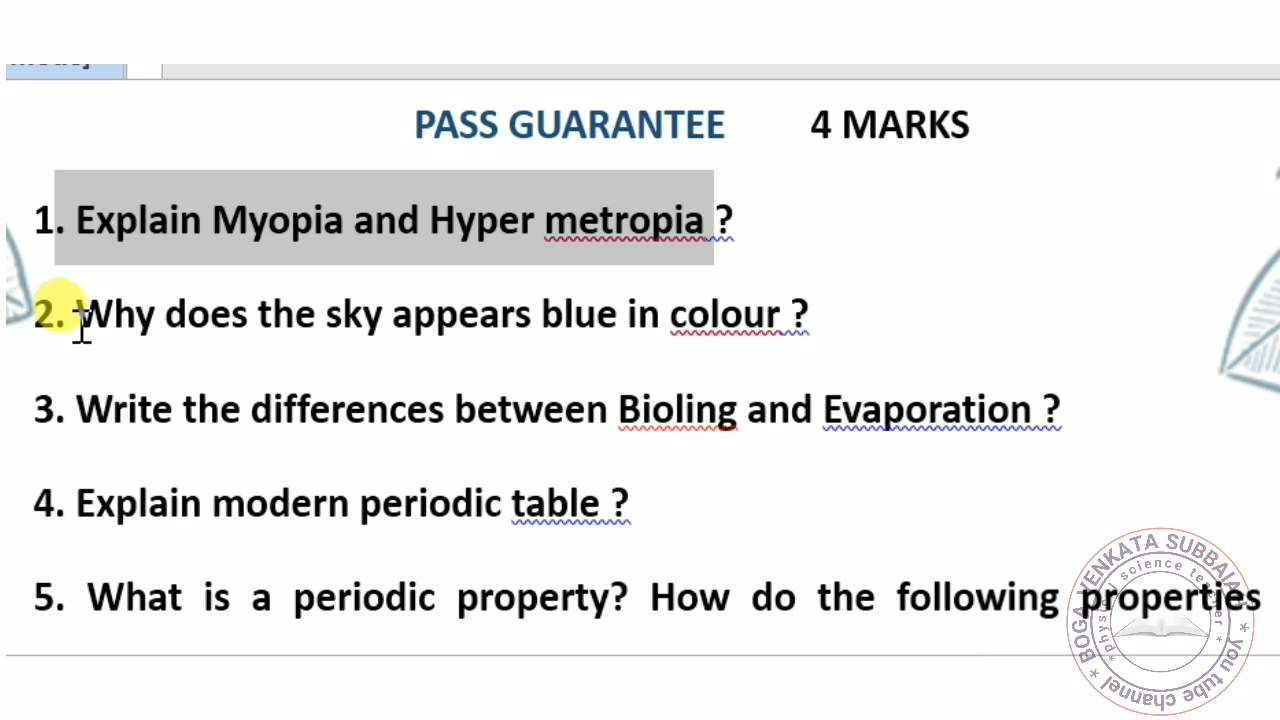 PASS GUARANTEE 4 MARKS
1. Explain Myopia and Hyper metropia ?
2. Why does the sky appears blue in colour ?
3. Write the differences between Bioling and Evaporation ?
4. Explain modern periodic table ?
5. What is a periodic property? How do the following properties
* BOGA VENKATA SUBBAIAH * you tube channel
* physical science teacher *